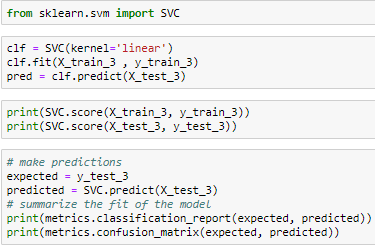 from sklearn.svm import SVC
clf = SVC(kernel='linear')
clf.fit(X_train_3 , y_train_3)
pred = clf.predict(X_test_3)
print(SVC.score(X_train_3, y_train_3))
print(SVC.score(X_test_3, y_test_3))
# make predictions
expected = y_test_3
predicted = SVC.predict(X_test_3)
# summarize the fit of the model
print(metrics.classification_report(expected, predicted))
print(metrics.confusion_matrix(expected, predicted))